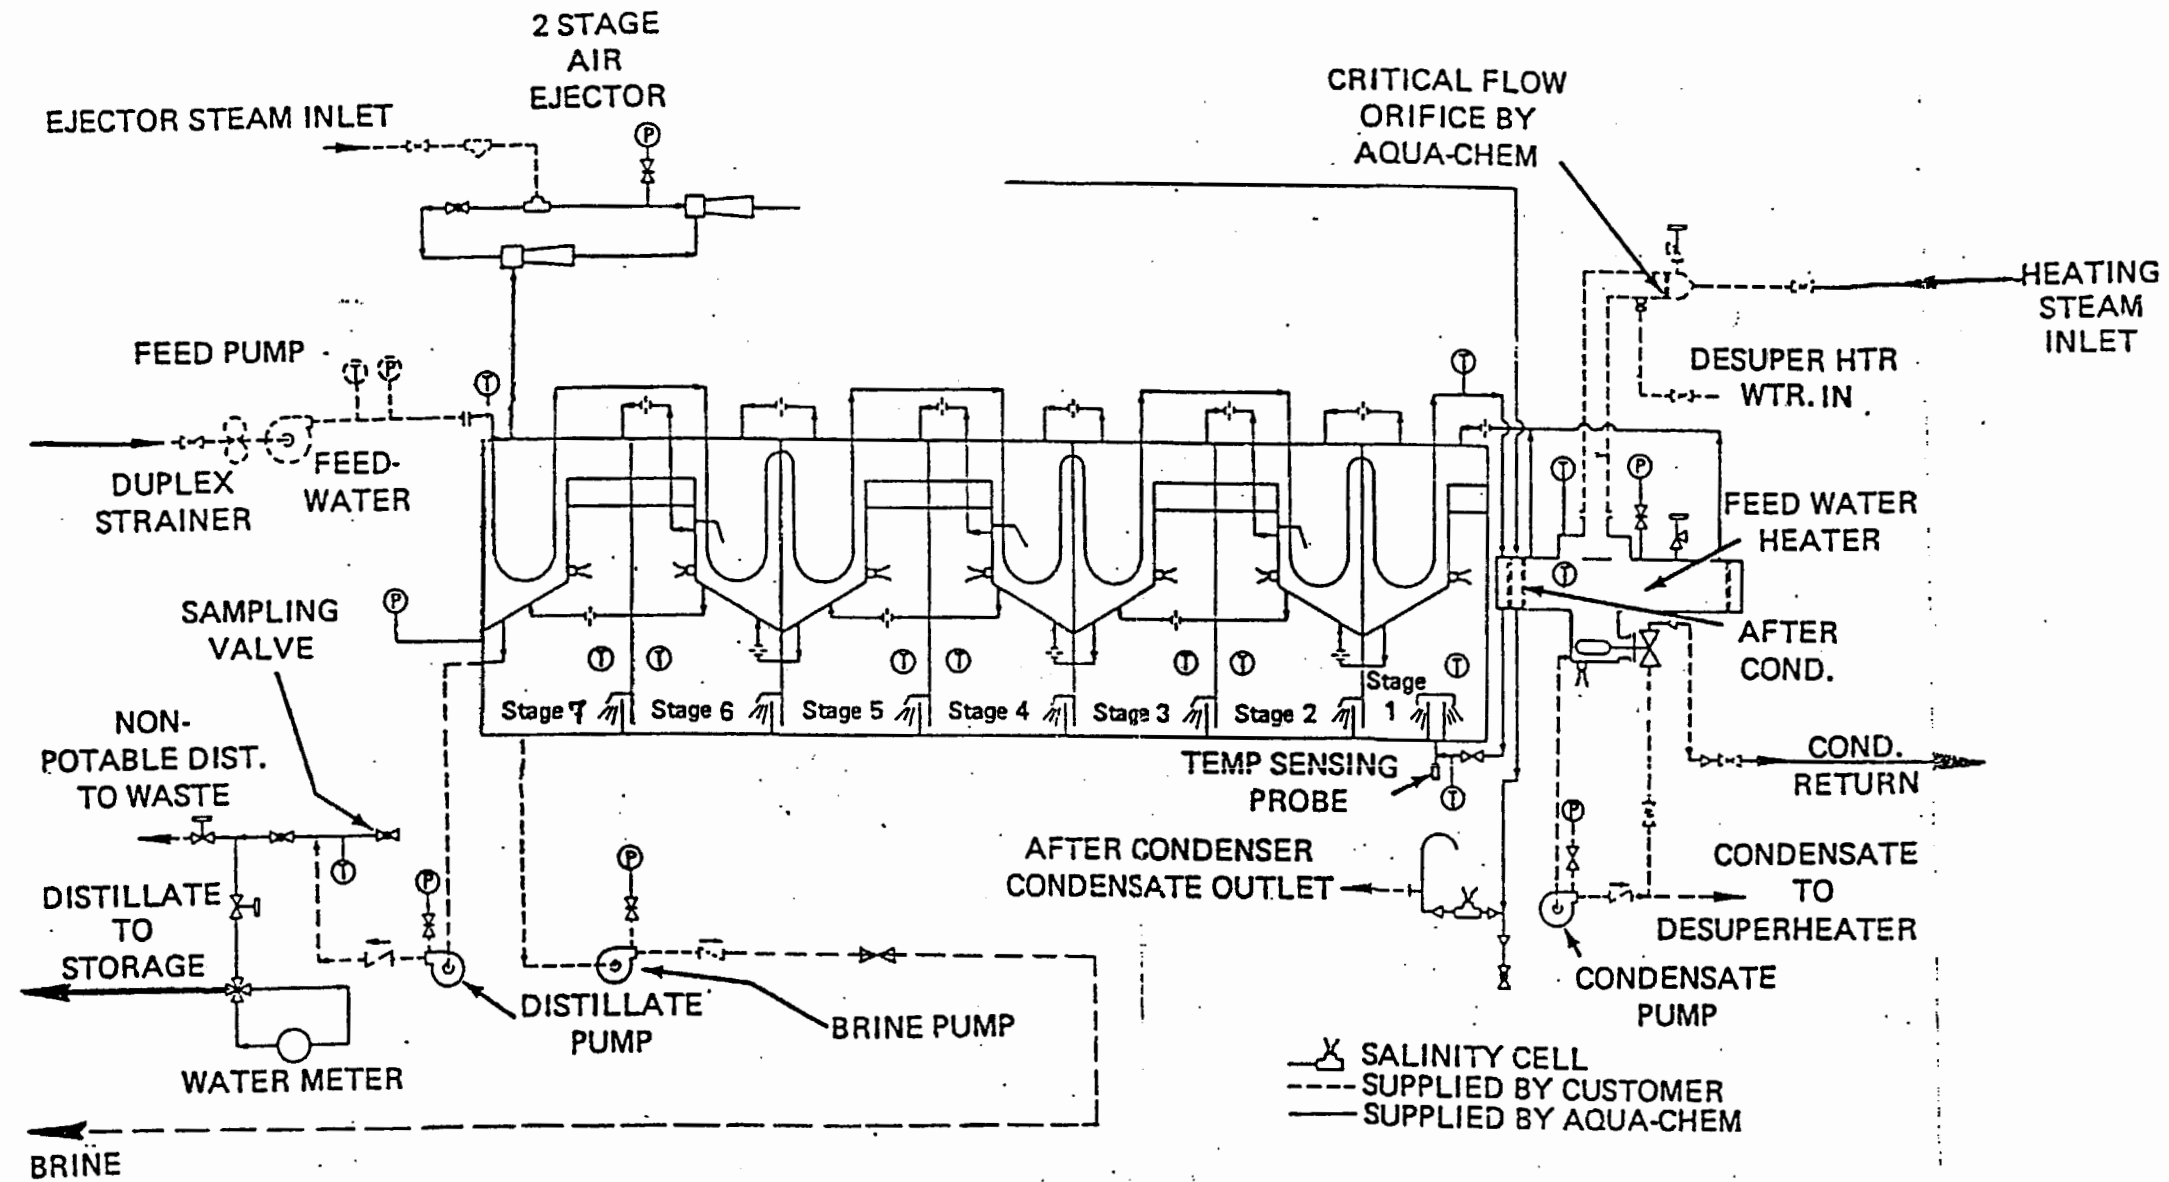 2 STAGE
AIR
EJECTOR
EJECTOR STEAM INLET
P
CRITICAL FLOW
ORIFICE BY
AQUA-CHEM
HEATING
STEAM
INLET
DESUPER HTR
WTR. IN
FEED PUMP
T
P
T
T
FEED-
WATER
DUPLEX
STRAINER
T
P
FEED WATER
HEATER
T
P
SAMPLING
VALVE
AFTER
COND.
T
T
T
T
T
T
T
Stage 7
Stage 6
Stage 5
Stage 4
Stage 3
Stage 2
Stage
1
NON-
POTABLE DIST.
TO WASTE
TEMP SENSING
PROBE
T
COND.
RETURN
T
P
P
P
DISTILLATE
TO
STORAGE
AFTER CONDENSER
CONDENSATE OUTLET
CONDENSATE
TO
DESUPERHEATER
DISTILLATE
PUMP
BRINE PUMP
CONDENSATE
PUMP
WATER METER
SALINITY CELL
SUPPLIED BY CUSTOMER
SUPPLIED BY AQUA-CHEM
BRINE